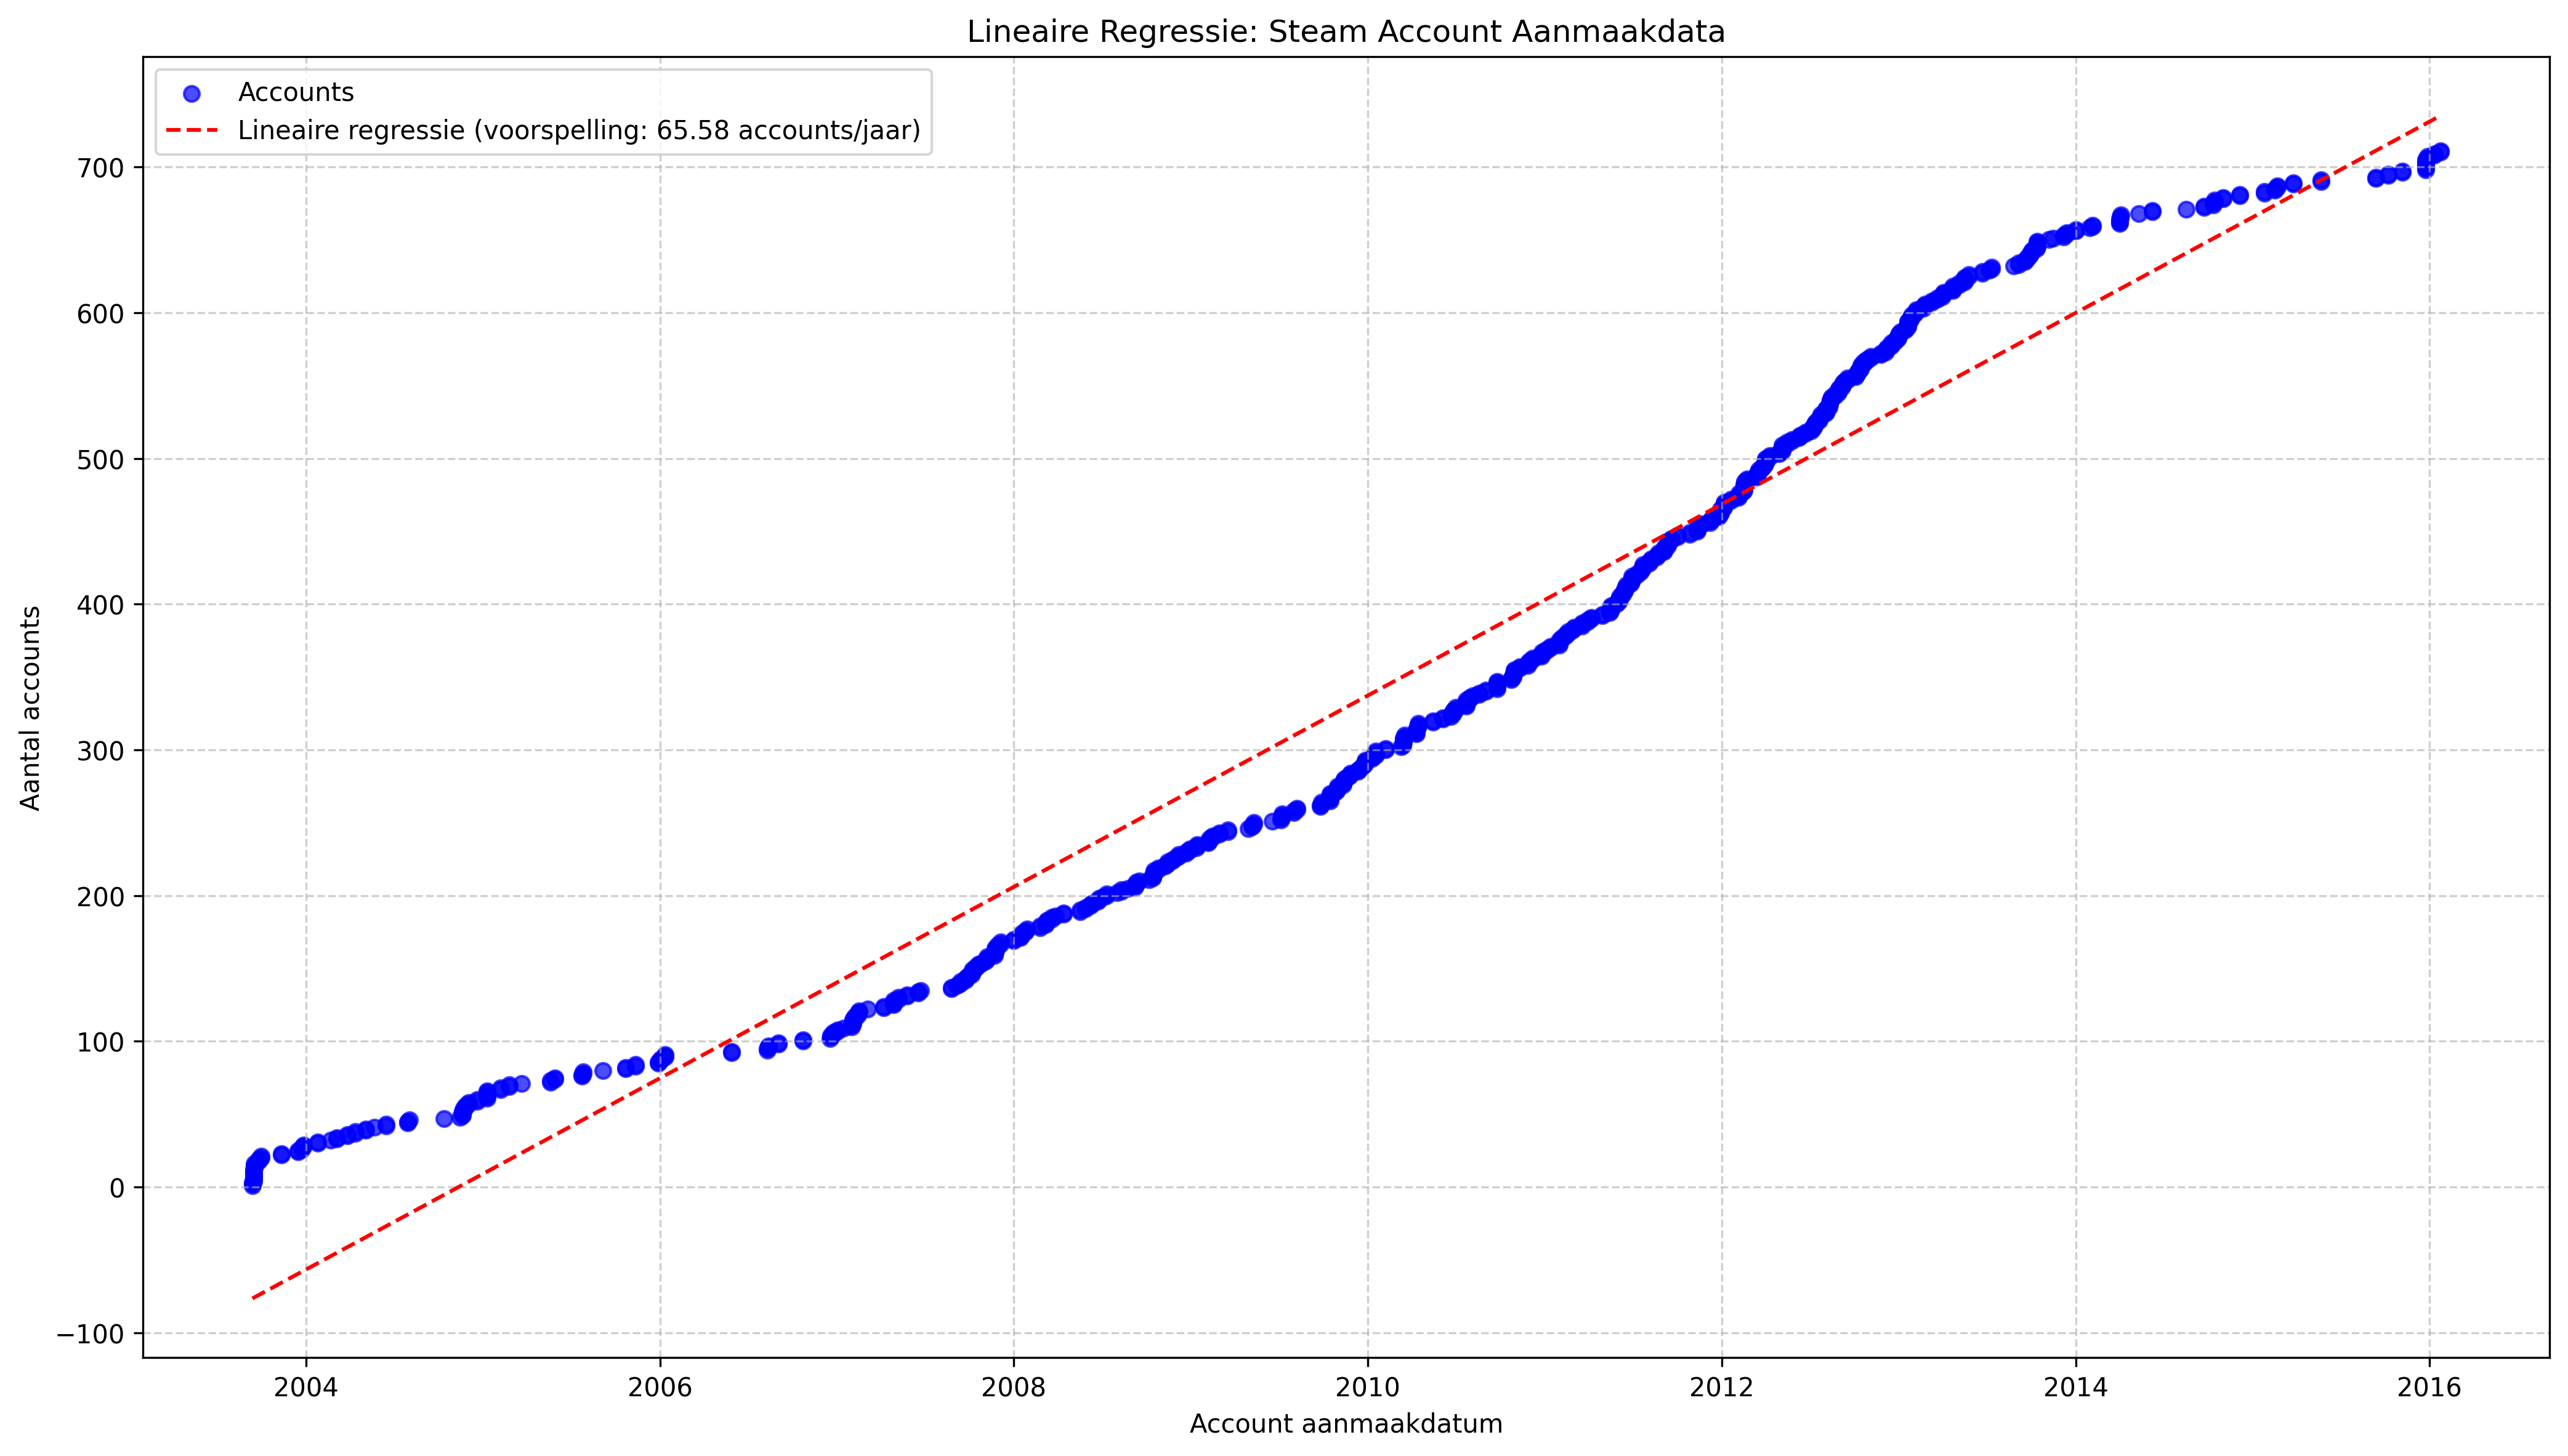 Lineaire Regressie: Steam Account Aanmaakdata
Accounts
Lineaire regressie (voorspelling: 65.58 accounts/jaar)
Aantal accounts
700
600
500
400
300
200
100
0
−100
2004 2006 2008 2010 2012 2014 2016
Account aanmaakdatum